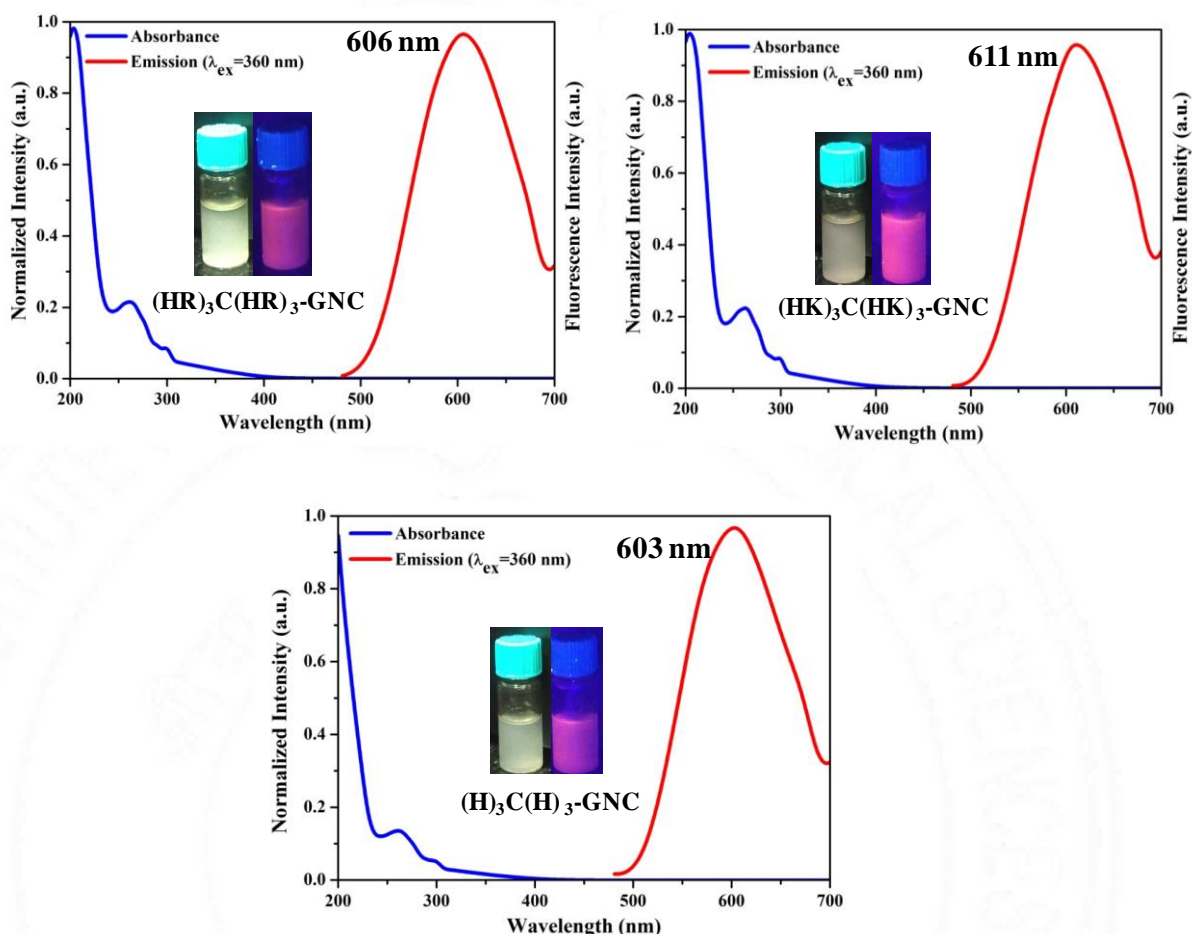 1.0
0.8
0.6
0.4
0.2
0.0
Normalized Intensity (a.u.)
Absorbance
Emission (λex=360 nm)
606 nm
(HR)3C(HR)3-GNC
Fluorescence Intensity (a.u.)
200 300 400 500 600 700
Wavelength (nm)
1.0
0.8
0.6
0.4
0.2
0.0
Normalized Intensity (a.u.)
Absorbance
Emission (λex=360 nm)
611 nm
(HK)3C(HK)3-GNC
Fluorescence Intensity (a.u.)
200 300 400 500 600 700
Wavelength (nm)
1.0
0.8
0.6
0.4
0.2
0.0
Normalized Intensity (a.u.)
Absorbance
Emission (λex=360 nm)
603 nm
(H)3C(H)3-GNC
200 300 400 500 600 700
Wavelength (nm)